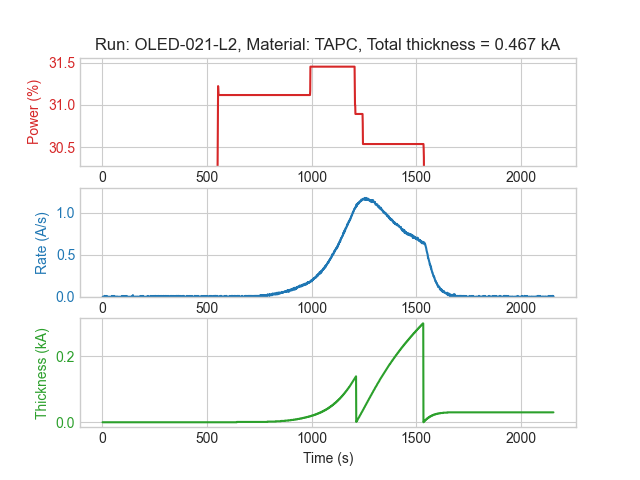 Run: OLED-021-L2, Material: TAPC, Total thickness = 0.467 kA
31.5
31.0
30.5
Power (%)
0 500 1000 1500 2000
1.0
0.5
0.0
Rate (A/s)
0 500 1000 1500 2000
0.2
0.0
Thickness (kA)
0 500 1000 1500 2000
Time (s)